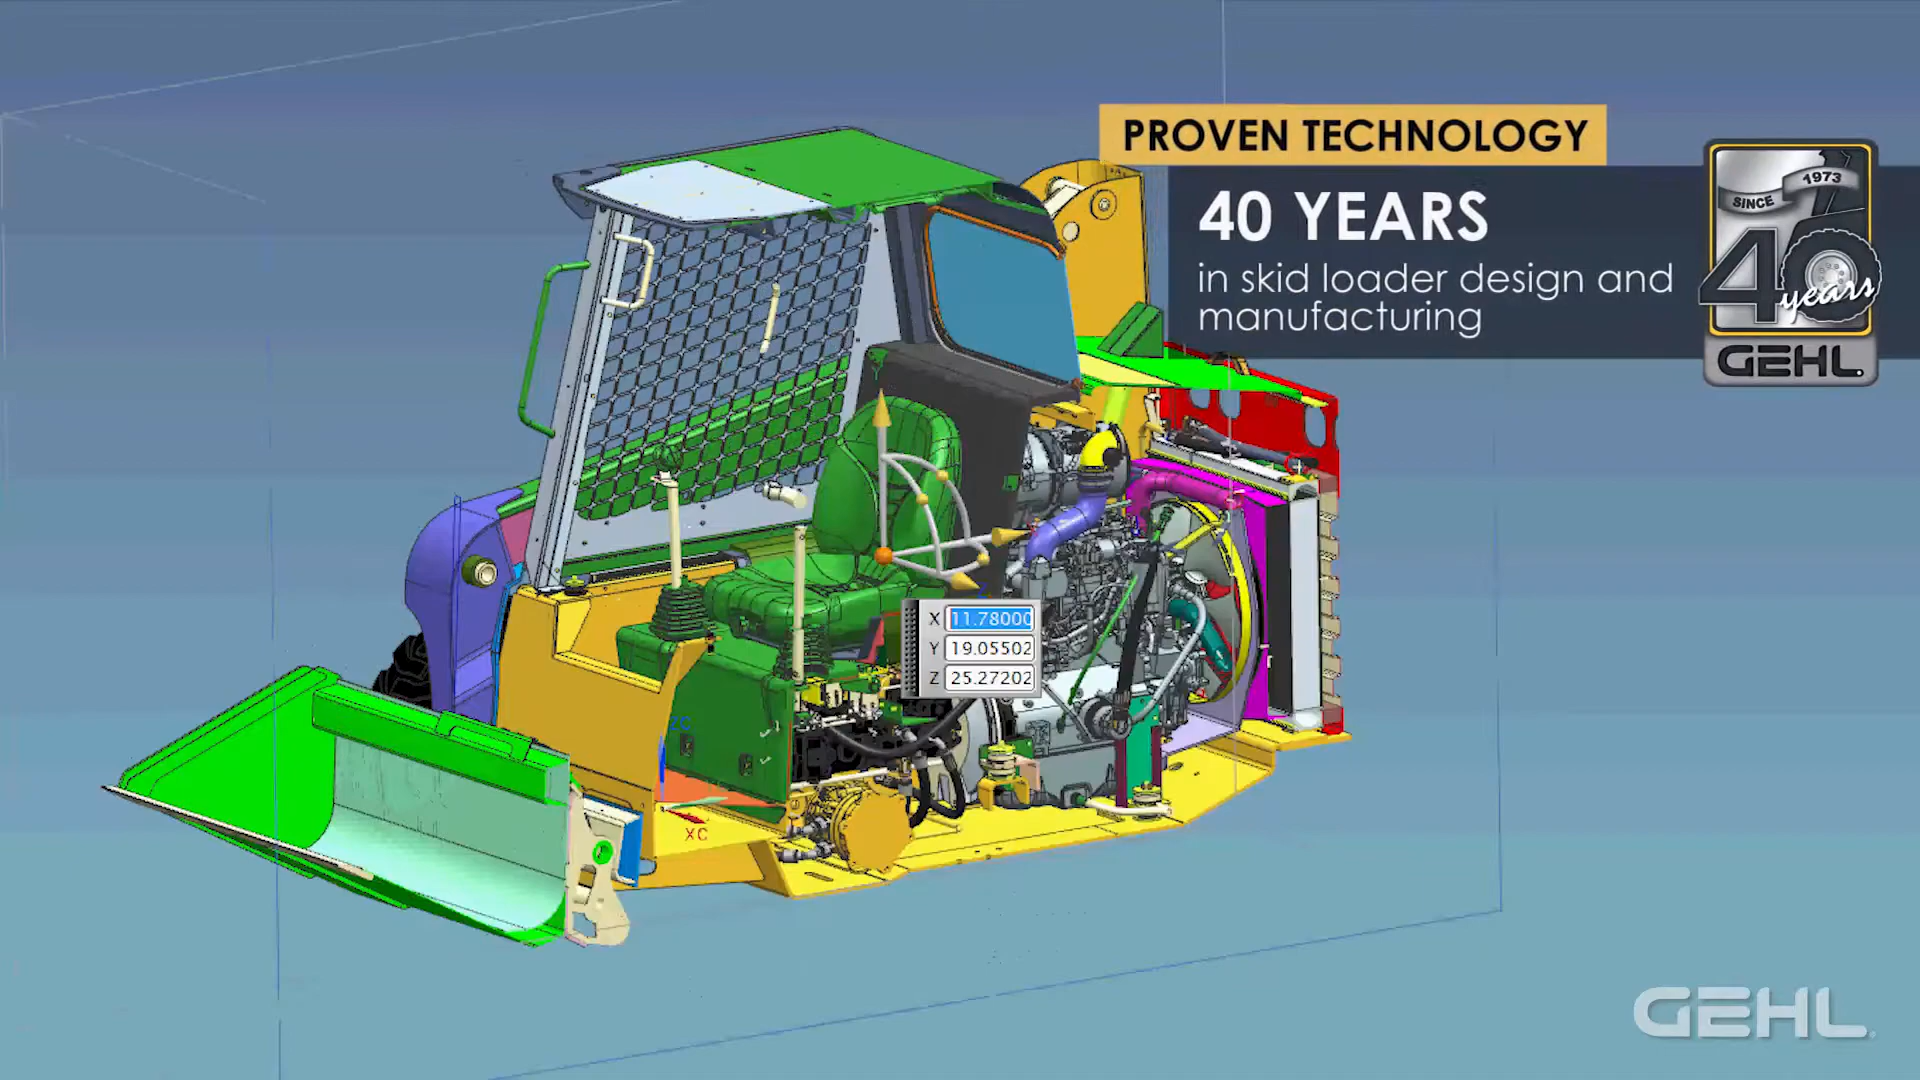 PROVEN TECHNOLOGY
40 YEARS
in skid loader design and
manufacturing
SINCE 1973
40
years
GEHL.
X 11.78000
Y 19.05502
Z 25.27202
ZC
XC
GEHL.